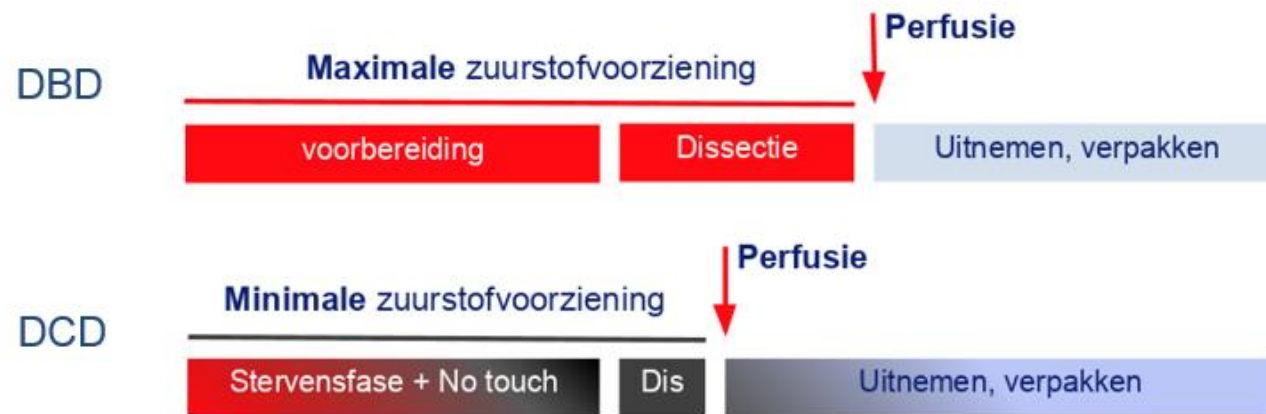 Perfusie
Maximale zuurstofvoorziening
DBD
voorbereiding
Dissectie
Uitnemen, verpakken
Perfusie
Minimale zuurstofvoorziening
DCD
Stervensfase + No touch
Dis
Uitnemen, verpakken